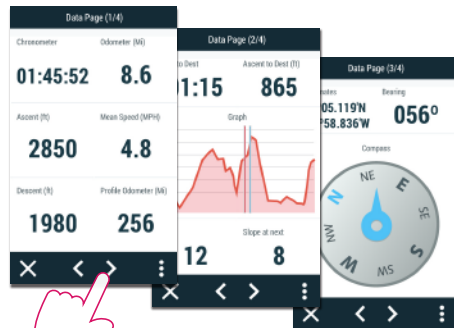 Data Page (1/4)
Chronometer
Odometer (Mi)
01:45:52
8.6
Ascent (ft)
Mean Speed (MPH)
2850
4.8
Descent (ft)
Profile Odometer (Mi)
1980
256
Data Page (2/4)
to Dest
Ascent to Dest (ft)
1:15
865
Graph
Slope at next
12
8
Data Page (3/4)
Bearing
05.119'N
58.836'W
056º
Compass
N
NE
E
SE
S
SW
W
NW